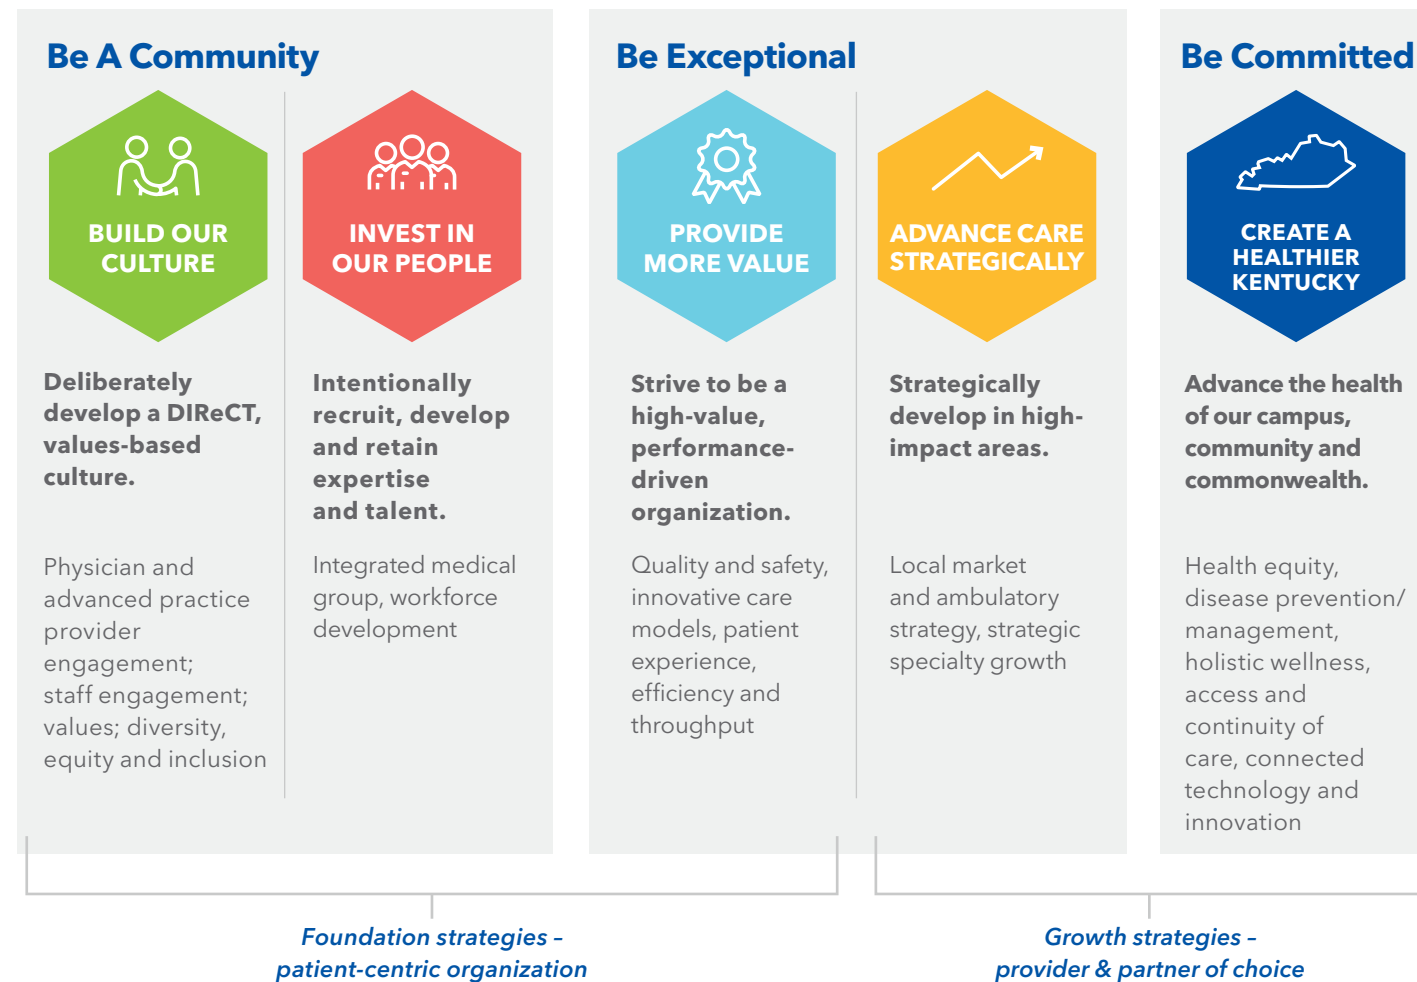 Be A Community
BUILD OUR
CULTURE
Deliberately
develop a DIReCT,
values-based
culture.
Physician and
advanced practice
provider
engagement;
staff engagement;
values; diversity,
equity and inclusion
INVEST IN
OUR PEOPLE
Intentionally
recruit, develop
and retain
expertise
and talent.
Integrated medical
group, workforce
development
Be Exceptional
PROVIDE
MORE VALUE
Strive to be a
high-value,
performance-
driven
organization.
Quality and safety,
innovative care
models, patient
experience,
efficiency and
throughput
ADVANCE CARE
STRATEGICALLY
Strategically
develop in high-
impact areas.
Local market
and ambulatory
strategy, strategic
specialty growth
Be Committed
CREATE A
HEALTHIER
KENTUCKY
Advance the health
of our campus,
community and
commonwealth.
Health equity,
disease prevention/
management,
holistic wellness,
access and
continuity of
care, connected
technology and
innovation
Foundation strategies –
patient-centric organization
Growth strategies –
provider & partner of choice